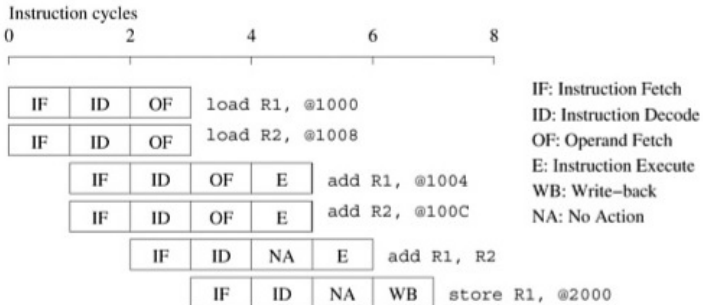 Instruction cycles
0 2 4 6 8
IF ID OF load R1, @1000
IF ID OF load R2, @1008
IF ID OF E add R1, @1004
IF ID OF E add R2, @100C
IF ID NA E add R1, R2
IF ID NA WB store R1, @2000
IF: Instruction Fetch
ID: Instruction Decode
OF: Operand Fetch
E: Instruction Execute
WB: Write-back
NA: No Action